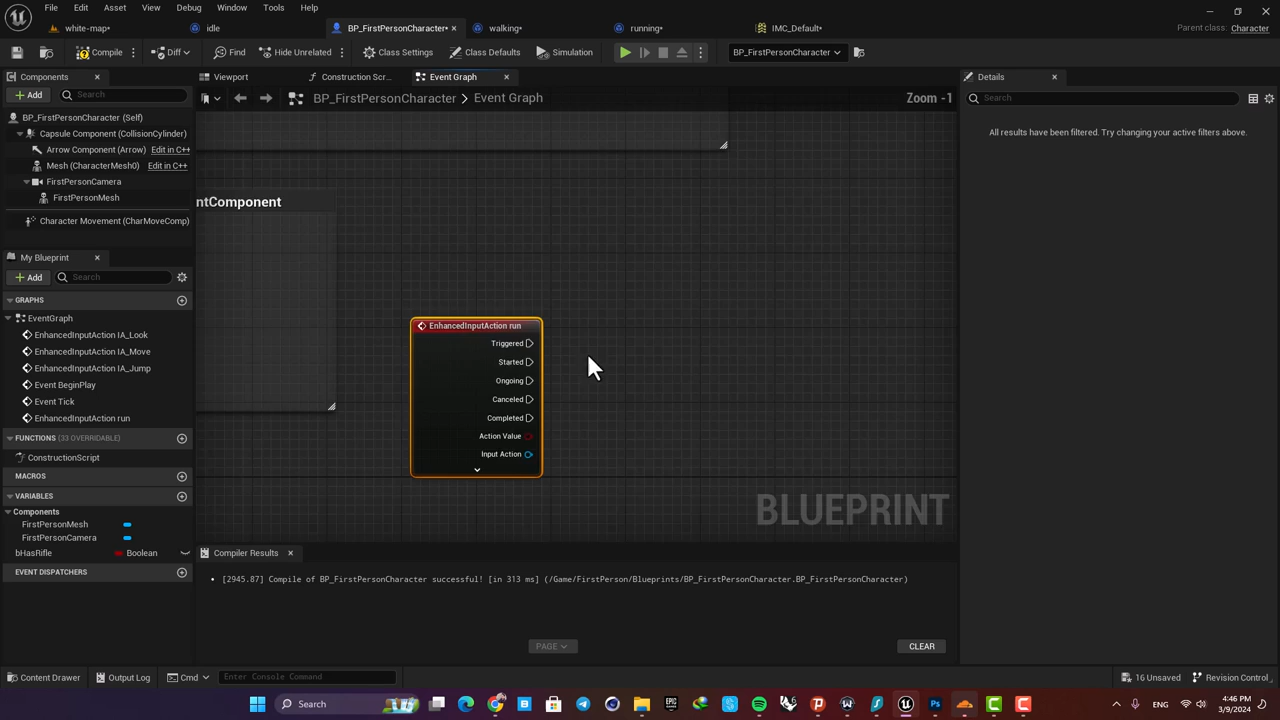 File Edit Asset View Debug Window Tools Help
white-map* idle BP_FirstPersonCharacter* walking* running* IMC_Default* Parent class: Character
Compile Diff Find Hide Unrelated Class Settings Class Defaults Simulation BP_FirstPersonCharacter
Components Viewport Construction Scr... Event Graph Details
Add Search BP_FirstPersonCharacter > Event Graph Zoom -1 Search
BP_FirstPersonCharacter (Self)
Capsule Component (CollisionCylinder) All results have been filtered. Try changing your active filters above.
Arrow Component (Arrow) Edit in C++
Mesh (CharacterMesh0) Edit in C++
FirstPersonCamera
FirstPersonMesh
ntComponent
Character Movement (CharMoveComp)
My Blueprint
Add Search
GRAPHS
EventGraph
EnhancedInputAction IA_Look
EnhancedInputAction IA_Move
EnhancedInputAction IA_Jump
Event BeginPlay
Event Tick
EnhancedInputAction run
FUNCTIONS (33 OVERRIDABLE)
ConstructionScript
MACROS
VARIABLES
Components
FirstPersonMesh
FirstPersonCamera
bHasRifle Boolean
EVENT DISPATCHERS
EnhancedInputAction run
Triggered
Started
Ongoing
Canceled
Completed
Action Value
Input Action
BLUEPRINT
Compiler Results
[2945.87] Compile of BP_FirstPersonCharacter successful! [in 313 ms] (/Game/FirstPerson/Blueprints/BP_FirstPersonCharacter.BP_FirstPersonCharacter)
PAGE CLEAR
Content Drawer Output Log Cmd Enter Console Command 16 Unsaved Revision Control
Search 4:46 PM
3/9/2024